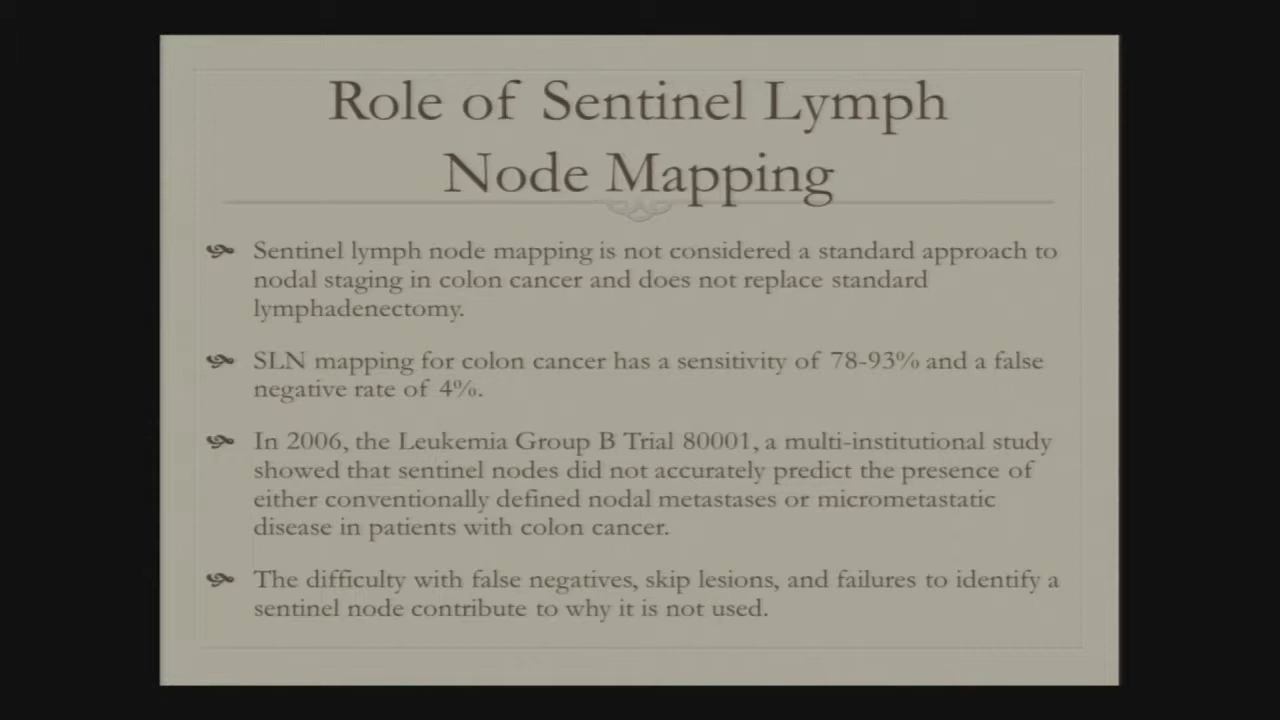 Role of Sentinel Lymph
Node Mapping
Sentinel lymph node mapping is not considered a standard approach to
nodal staging in colon cancer and does not replace standard
lymphadenectomy.
SLN mapping for colon cancer has a sensitivity of 78-93% and a false
negative rate of 4%.
In 2006, the Leukemia Group B Trial 80001, a multi-institutional study
showed that sentinel nodes did not accurately predict the presence of
either conventionally defined nodal metastases or micrometastatic
disease in patients with colon cancer.
The difficulty with false negatives, skip lesions, and failures to identify a
sentinel node contribute to why it is not used.